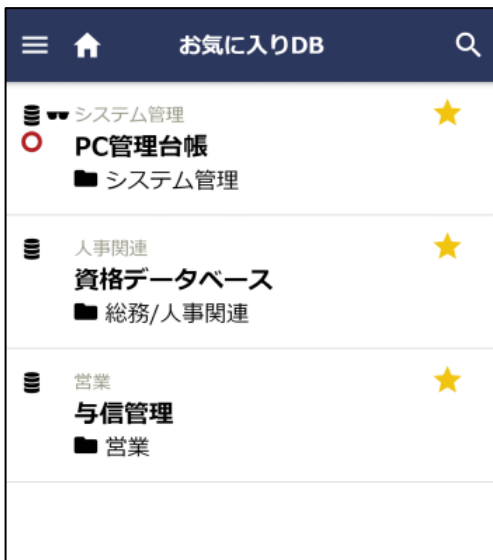 お気に入りDB
システム管理
PC管理台帳
システム管理
人事関連
資格データベース
総務/人事関連
営業
与信管理
営業